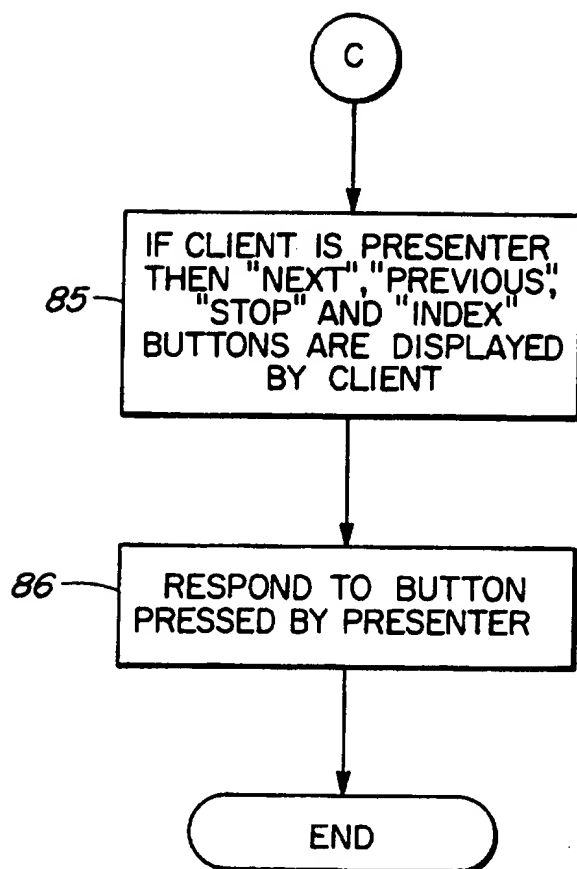 C
IF CLIENT IS PRESENTER
THEN "NEXT", "PREVIOUS",
"STOP" AND "INDEX"
BUTTONS ARE DISPLAYED
BY CLIENT
85
RESPOND TO BUTTON
PRESSED BY PRESENTER
86
END